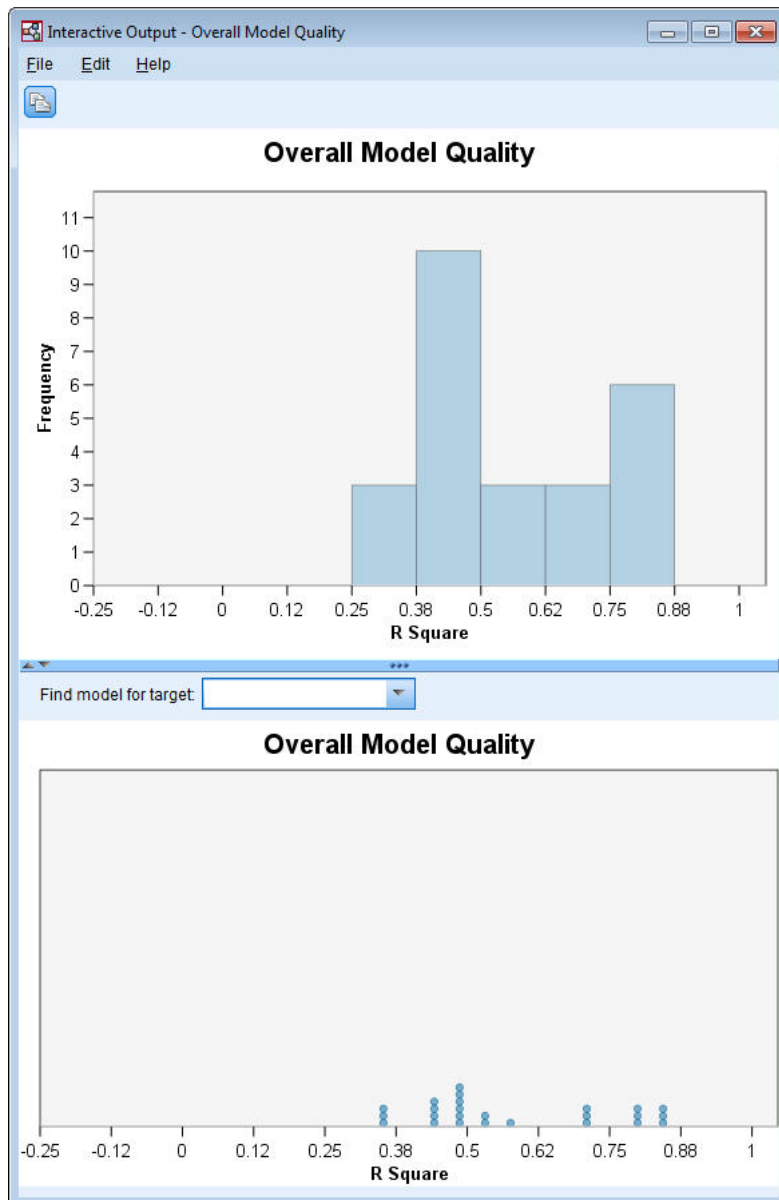 Interactive Output - Overall Model Quality
File Edit Help
Overall Model Quality
11
10
9
8
7
6
5
4
3
2
1
0
Frequency
-0.25 -0.12 0 0.12 0.25 0.38 0.5 0.62 0.75 0.88 1
R Square
Find model for target:
Overall Model Quality
-0.25 -0.12 0 0.12 0.25 0.38 0.5 0.62 0.75 0.88 1
R Square